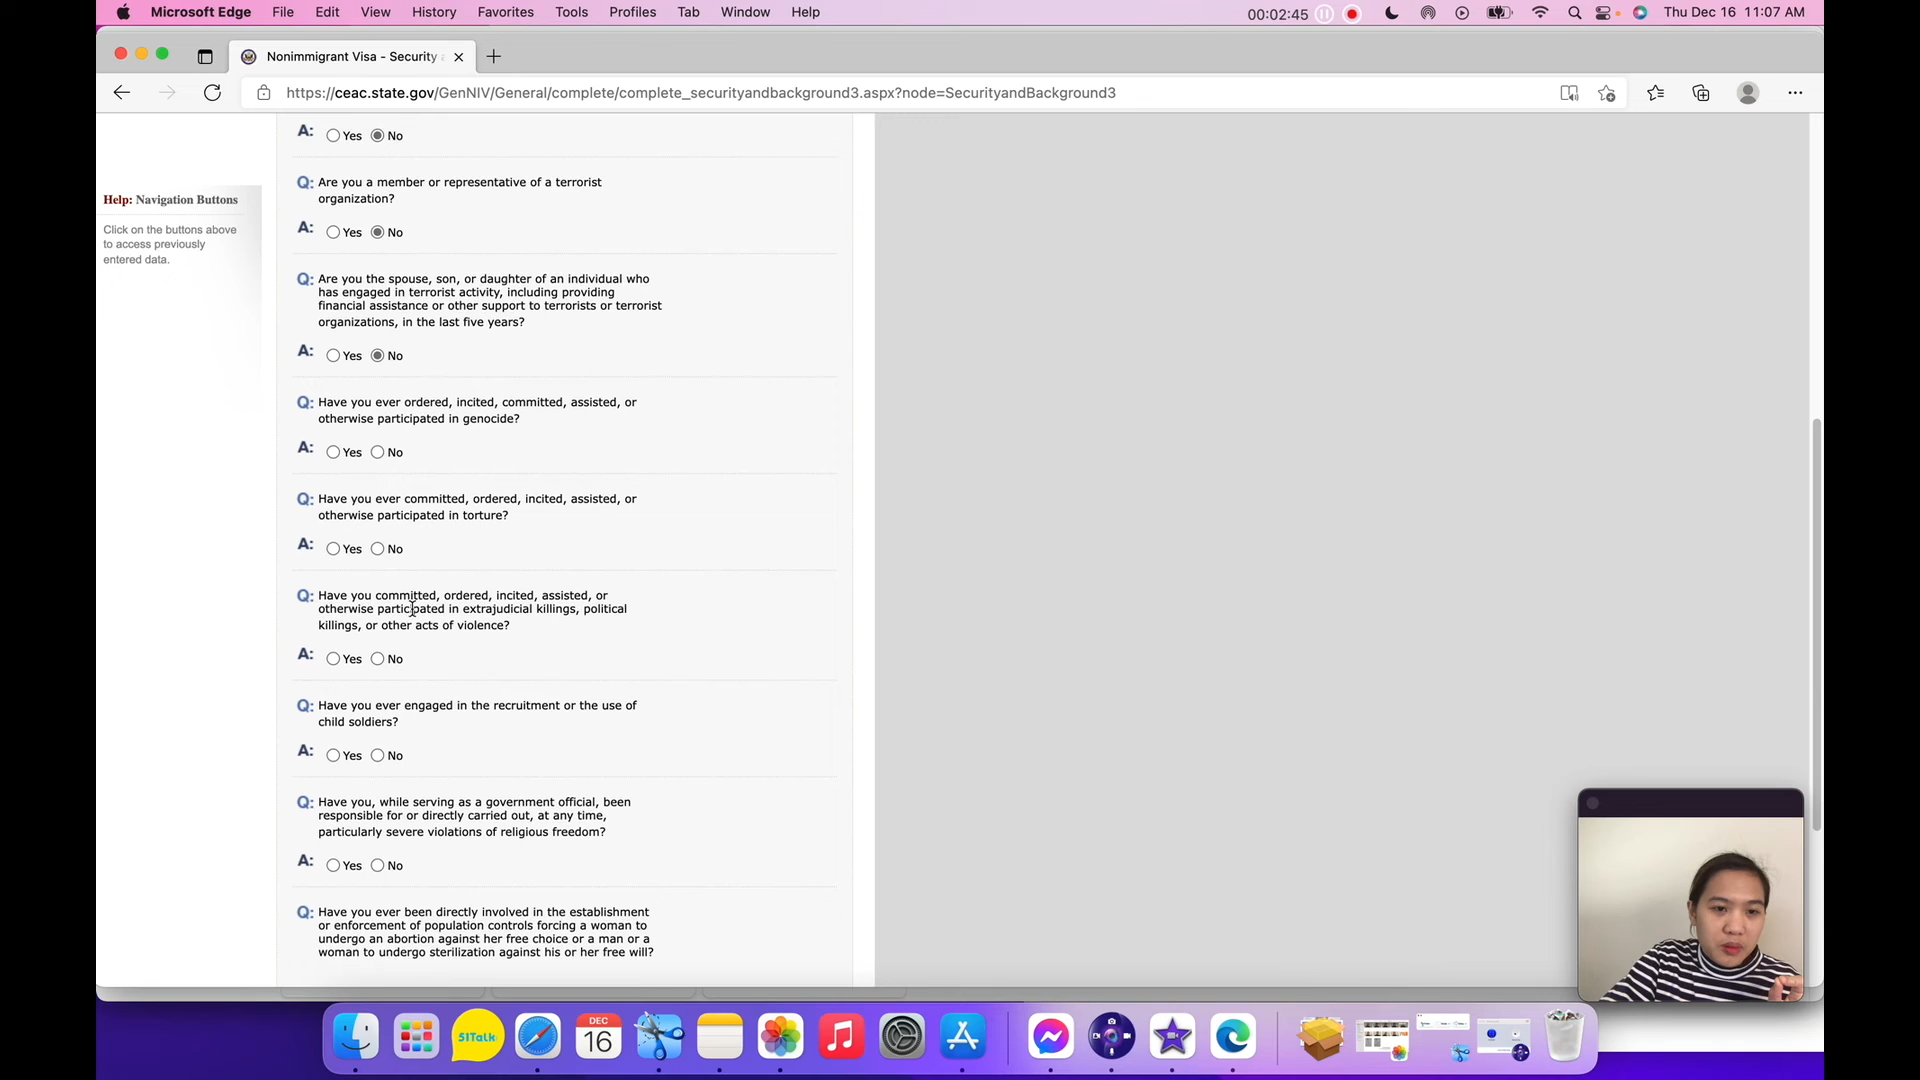 Microsoft Edge File Edit View History Favorites Tools Profiles Tab Window Help 00:02:45 Thu Dec 16 11:07 AM
Nonimmigrant Visa - Security
https://ceac.state.gov/GenNIV/General/complete/complete_securityandbackground3.aspx?node=SecurityandBackground3
A: Yes No
Help: Navigation Buttons
Click on the buttons above
to access previously
entered data.
Q: Are you a member or representative of a terrorist
organization?
A: Yes No
Q: Are you the spouse, son, or daughter of an individual who
has engaged in terrorist activity, including providing
financial assistance or other support to terrorists or terrorist
organizations, in the last five years?
A: Yes No
Q: Have you ever ordered, incited, committed, assisted, or
otherwise participated in genocide?
A: Yes No
Q: Have you ever committed, ordered, incited, assisted, or
otherwise participated in torture?
A: Yes No
Q: Have you committed, ordered, incited, assisted, or
otherwise participated in extrajudicial killings, political
killings, or other acts of violence?
A: Yes No
Q: Have you ever engaged in the recruitment or the use of
child soldiers?
A: Yes No
Q: Have you, while serving as a government official, been
responsible for or directly carried out, at any time,
particularly severe violations of religious freedom?
A: Yes No
Q: Have you ever been directly involved in the establishment
or enforcement of population controls forcing a woman to
undergo an abortion against her free choice or a man or a
woman to undergo sterilization against his or her free will?
51Talk
DEC
16